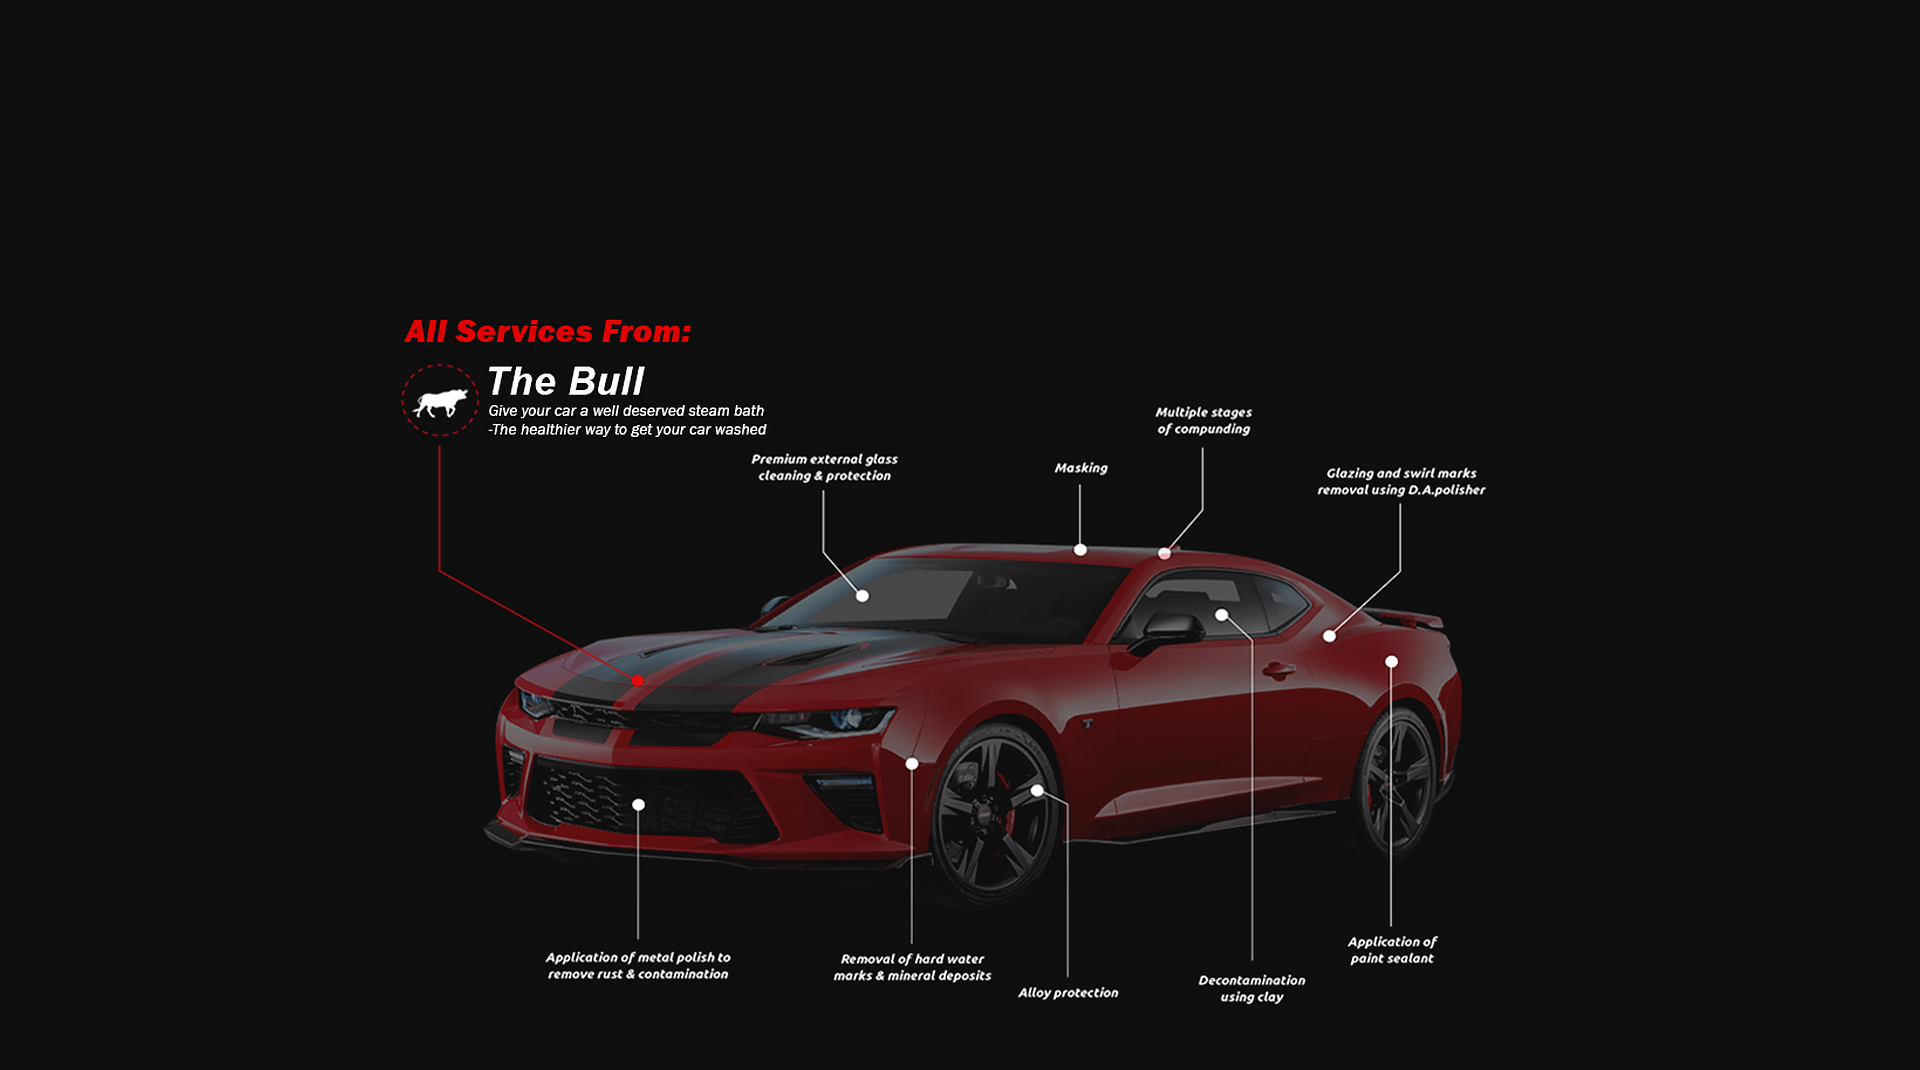 All Services From:
The Bull
Give your car a well deserved steam bath
-The healthier way to get your car washed
Premium external glass
cleaning & protection
Masking
Multiple stages
of compunding
Glazing and swirl marks
removal using D.A.polisher
Application of metal polish to
remove rust & contamination
Removal of hard water
marks & mineral deposits
Alloy protection
Decontamination
using clay
Application of
paint sealant